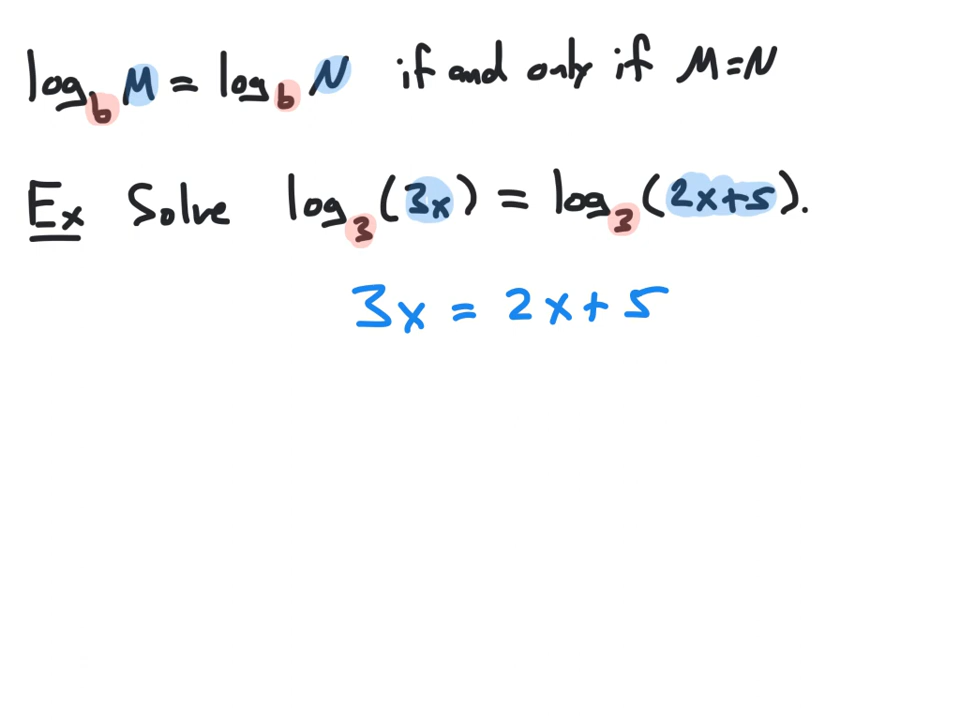 log_b M = log_b N if and only if M=N
Ex Solve log_3 (3x) = log_3 (2x+5).
3x = 2x+5